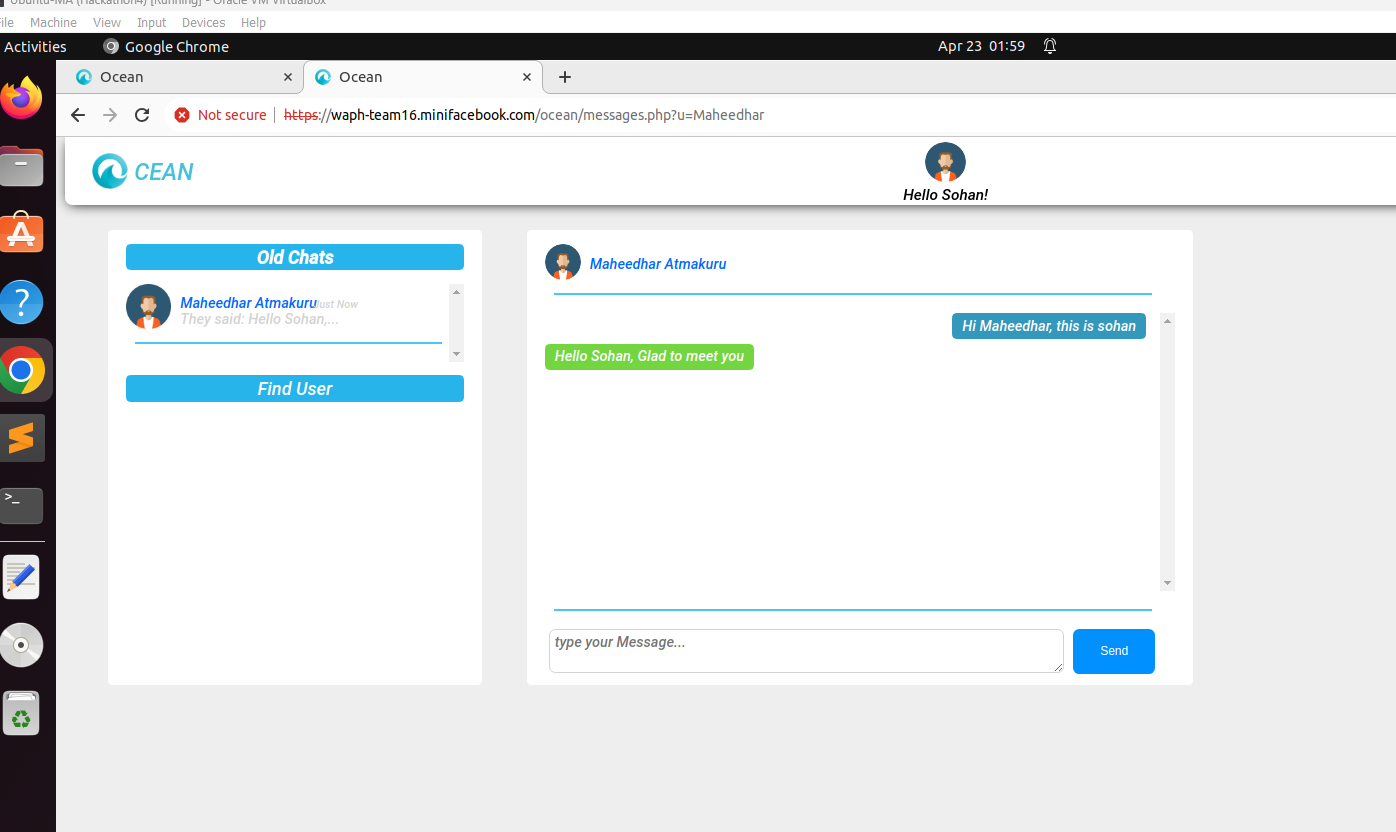 Ubuntu-MA (Hackathon4) [Running] - Oracle VM VirtualBox
File Machine View Input Devices Help
Activities Google Chrome Apr 23 01:59
Ocean Ocean
Not secure https://waph-team16.minifacebook.com/ocean/messages.php?u=Maheedhar
CEAN
Hello Sohan!
Old Chats
Maheedhar Atmakuru Just Now
They said: Hello Sohan,...
Find User
Maheedhar Atmakuru
Hi Maheedhar, this is sohan
Hello Sohan, Glad to meet you
type your Message...
Send